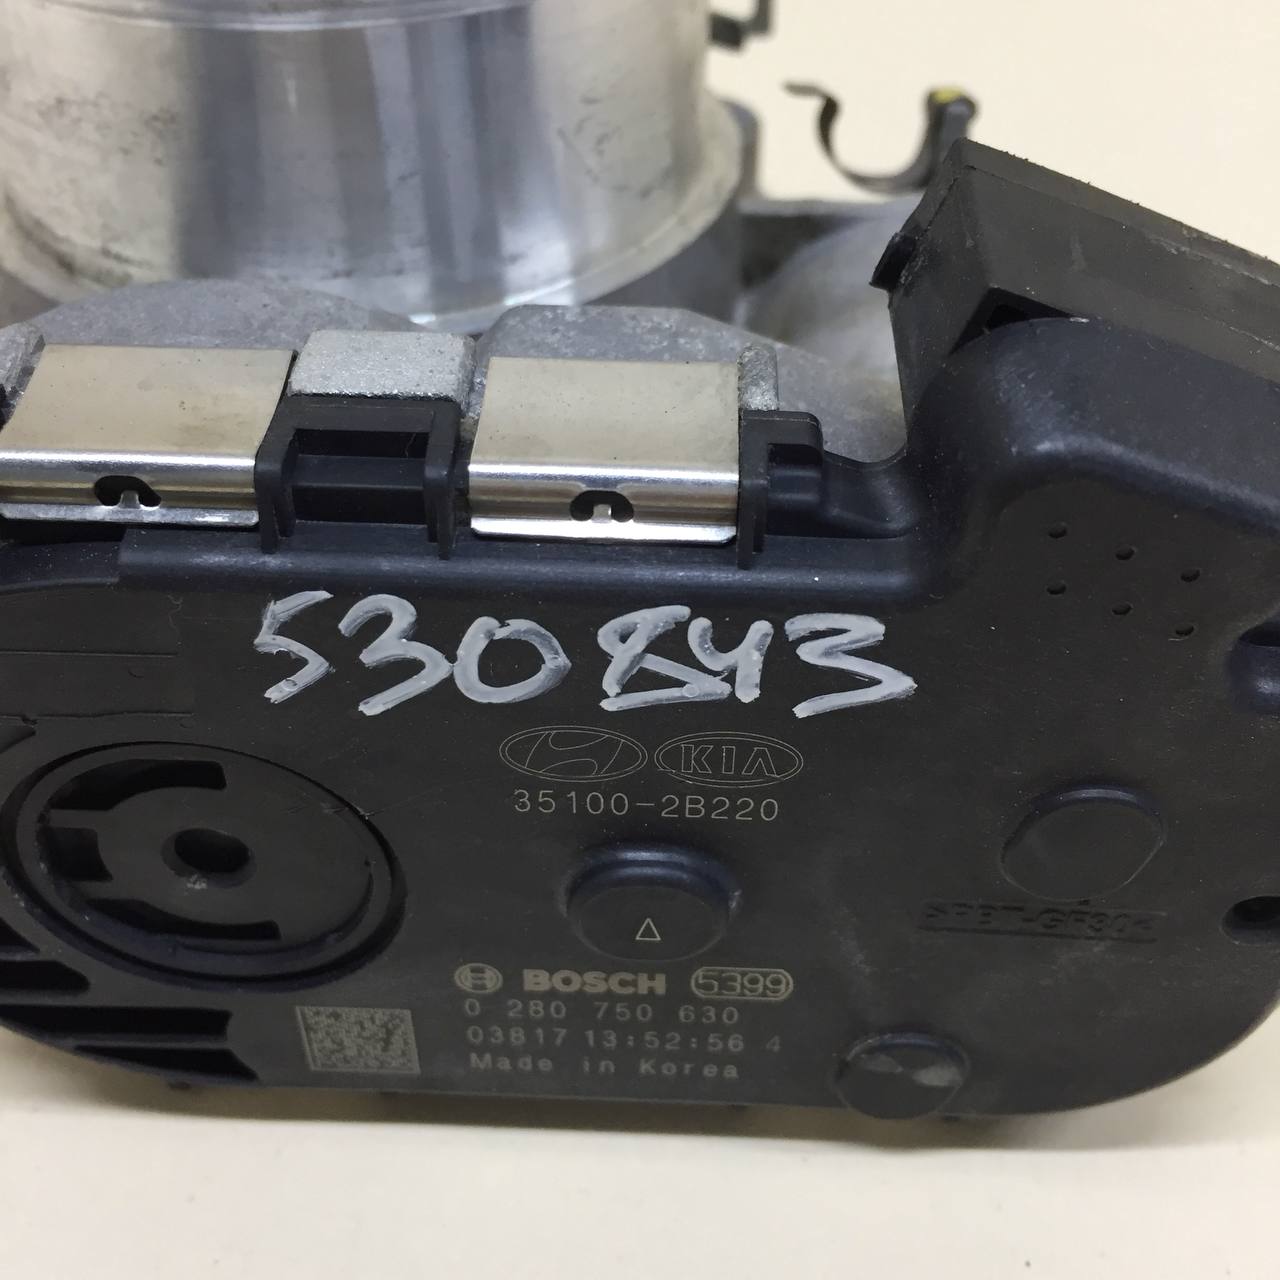 530843
KIA
35100-2B220
BOSCH 5399
0 280 750 630
03817 13:52:56 4
Made in Korea